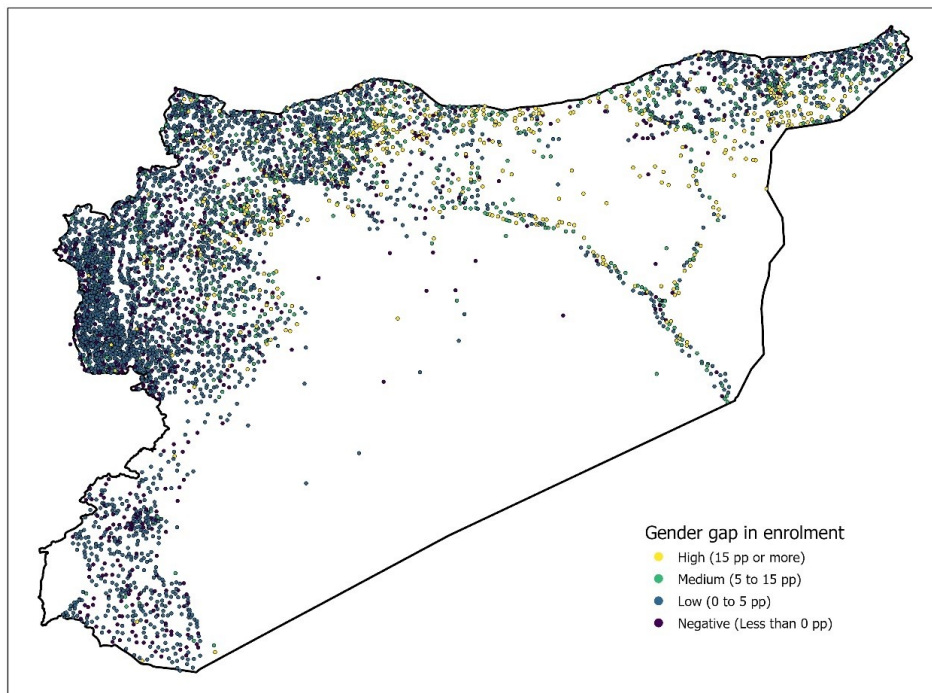 Gender gap in enrolment
High (15 pp or more)
Medium (5 to 15 pp)
Low (0 to 5 pp)
Negative (Less than 0 pp)